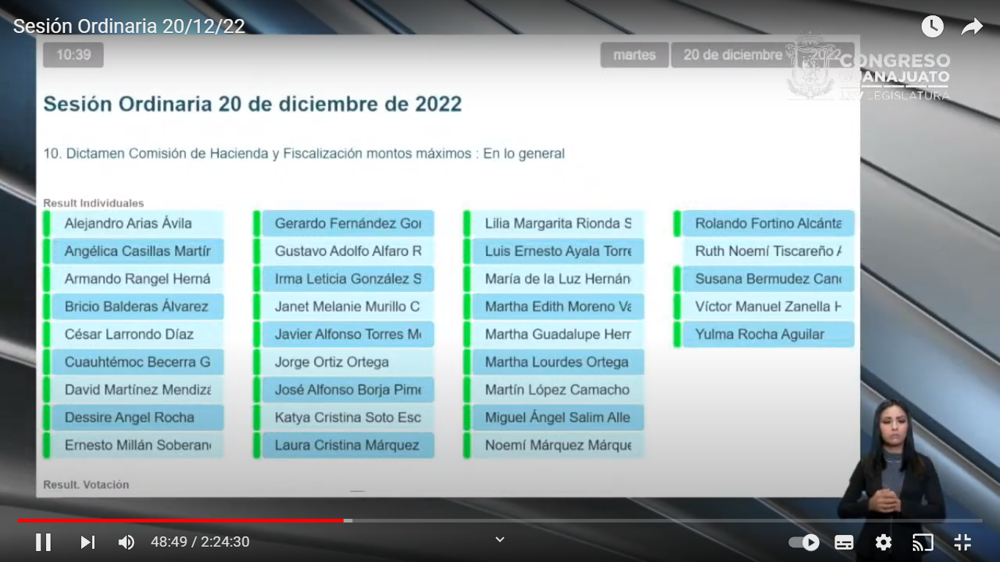 Sesión Ordinaria 20/12/22
10:39
martes
20 de diciembre
2022
CONGRESO
GUANAJUATO
LXV LEGISLATURA
Sesión Ordinaria 20 de diciembre de 2022
10. Dictamen Comisión de Hacienda y Fiscalización montos máximos : En lo general
Result Individuales
Alejandro Arias Ávila
Angélica Casillas Martír
Armando Rangel Herná
Bricio Balderas Álvarez
César Larrondo Díaz
Cuauhtémoc Becerra G
David Martínez Mendizá
Dessire Angel Rocha
Ernesto Millán Soberan
Gerardo Fernández Gor
Gustavo Adolfo Alfaro R
Irma Leticia González S
Janet Melanie Murillo C
Javier Alfonso Torres Me
Jorge Ortiz Ortega
José Alfonso Borja Pime
Katya Cristina Soto Esc
Laura Cristina Márquez
Lilia Margarita Rionda S
Luis Ernesto Ayala Torre
María de la Luz Hernán
Martha Edith Moreno Va
Martha Guadalupe Herr
Martha Lourdes Ortega
Martín López Camacho
Miguel Ángel Salim Alle
Noemí Márquez Márque
Rolando Fortino Alcánta
Ruth Noemí Tiscareño A
Susana Bermudez Cano
Víctor Manuel Zanella H
Yulma Rocha Aguilar
Result. Votación
48:49 / 2:24:30